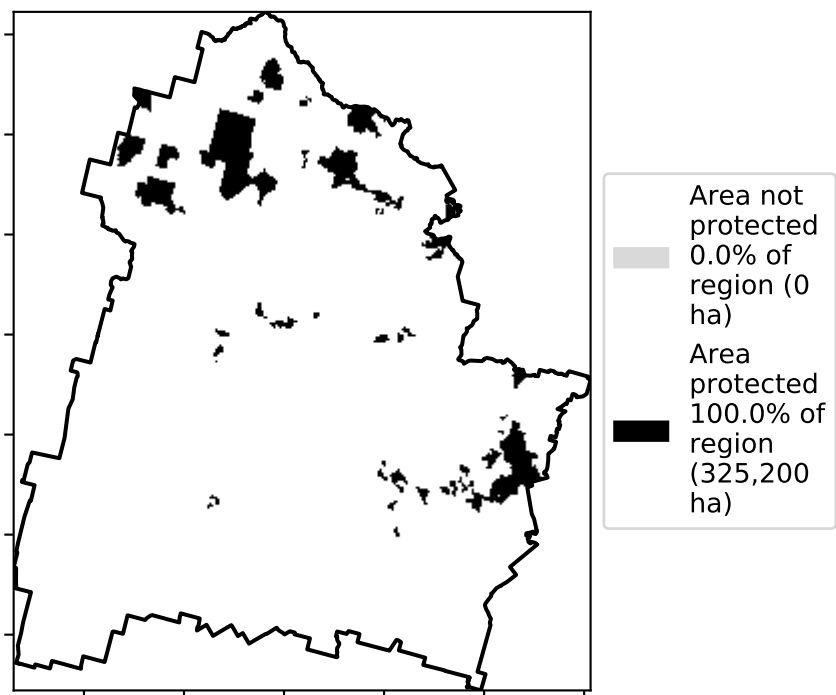 Area not
protected
0.0% of
region (0
ha)
Area
protected
100.0% of
region
(325,200
ha)